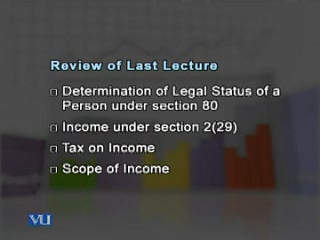 Review of Last Lecture
Determination of Legal Status of a
Person under section 80
Income under section 2(29)
Tax on Income
Scope of Income
VU